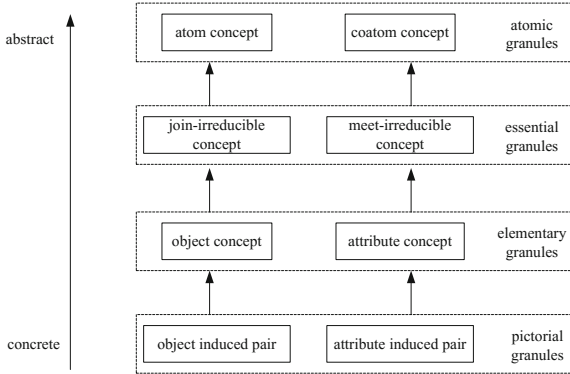 abstract
atom concept
coatom concept
atomic
granules
join-irreducible
concept
meet-irreducible
concept
essential
granules
object concept
attribute concept
elementary
granules
concrete
object induced pair
attribute induced pair
pictorial
granules